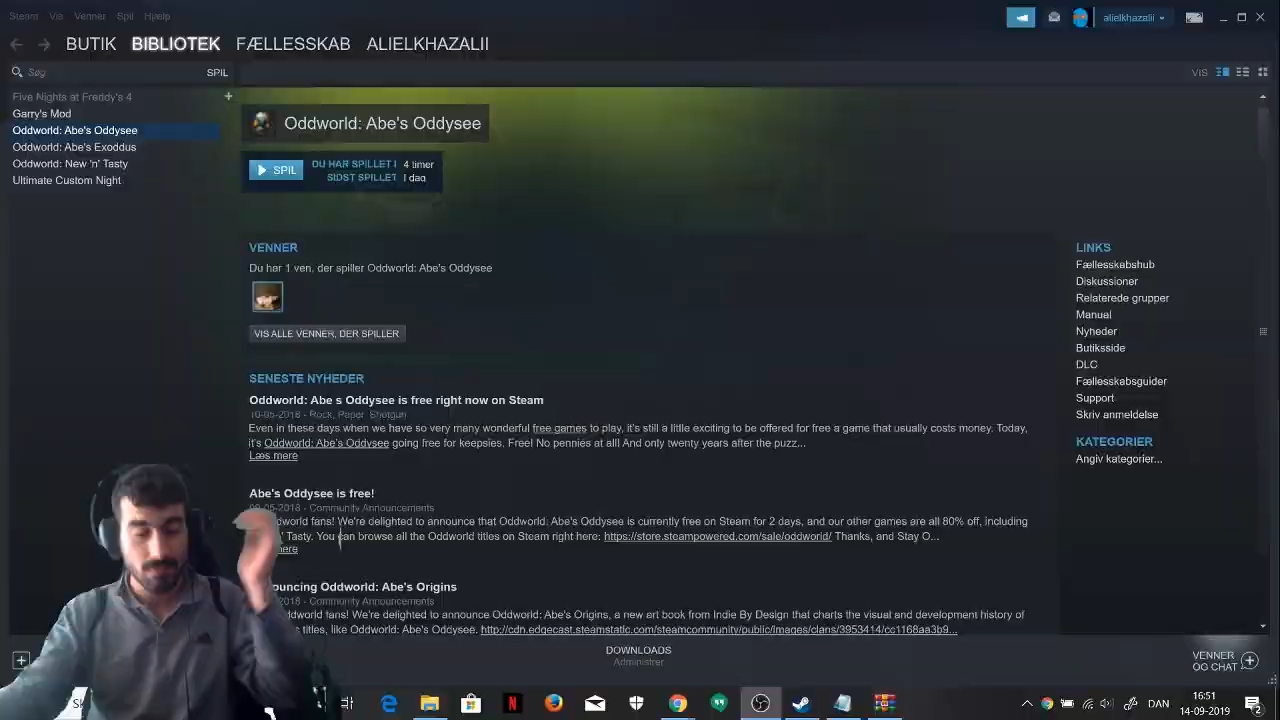 Steam Vis Venner Spil Hjælp
alielkhazalii
BUTIK BIBLIOTEK FÆLLESSKAB ALIELKHAZALII
Søg SPIL
VIS
Five Nights at Freddy's 4
Garry's Mod
Oddworld: Abe's Oddysee
Oddworld: Abe's Exoddus
Oddworld: New 'n' Tasty
Ultimate Custom Night
Oddworld: Abe's Oddysee
SPIL
DU HAR SPILLET I 4 timer
SIDST SPILLET I dag
VENNER
Du har 1 ven, der spiller Oddworld: Abe's Oddysee
VIS ALLE VENNER, DER SPILLER
SENESTE NYHEDER
Oddworld: Abe s Oddysee is free right now on Steam
10-05-2018 - Rock, Paper, Shotgun
Even in these days when we have so very many wonderful free games to play, it's still a little exciting to be offered for free a game that usually costs money. Today,
it's Oddworld: Abe's Oddysee going free for keepsies. Free! No pennies at all! And only twenty years after the puzz...
Læs mere
Abe's Oddysee is free!
-05-2018 - Community Announcements
world fans! We're delighted to announce that Oddworld: Abe's Oddysee is currently free on Steam for 2 days, and our other games are all 80% off, including
' Tasty. You can browse all the Oddworld titles on Steam right here: https://store.steampowered.com/sale/oddworld/ Thanks, and Stay O...
ere
ouncing Oddworld: Abe's Origins
2018 - Community Announcements
world fans! We're delighted to announce Oddworld: Abe's Origins, a new art book from Indie By Design that charts the visual and development history of
s titles, like Oddworld: Abe's Oddysee. http://cdn.edgecast.steamstatic.com/steamcommunity/public/images/clans/3953414/cc1168aa3b9...
LINKS
Fællesskabshub
Diskussioner
Relaterede grupper
Manual
Nyheder
Butiksside
DLC
Fællesskabsguider
Support
Skriv anmeldelse
KATEGORIER
Angiv kategorier...
DOWNLOADS
Administrer
VENNER
OG CHAT
DAN
16:51
14-09-2019
2